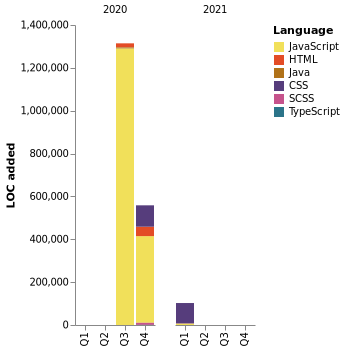 2020
2021
LOC added
1,400,000
1,200,000
1,000,000
800,000
600,000
400,000
200,000
0
Q1
Q2
Q3
Q4
Q1
Q2
Q3
Q4
Language
JavaScript
HTML
Java
CSS
SCSS
TypeScript